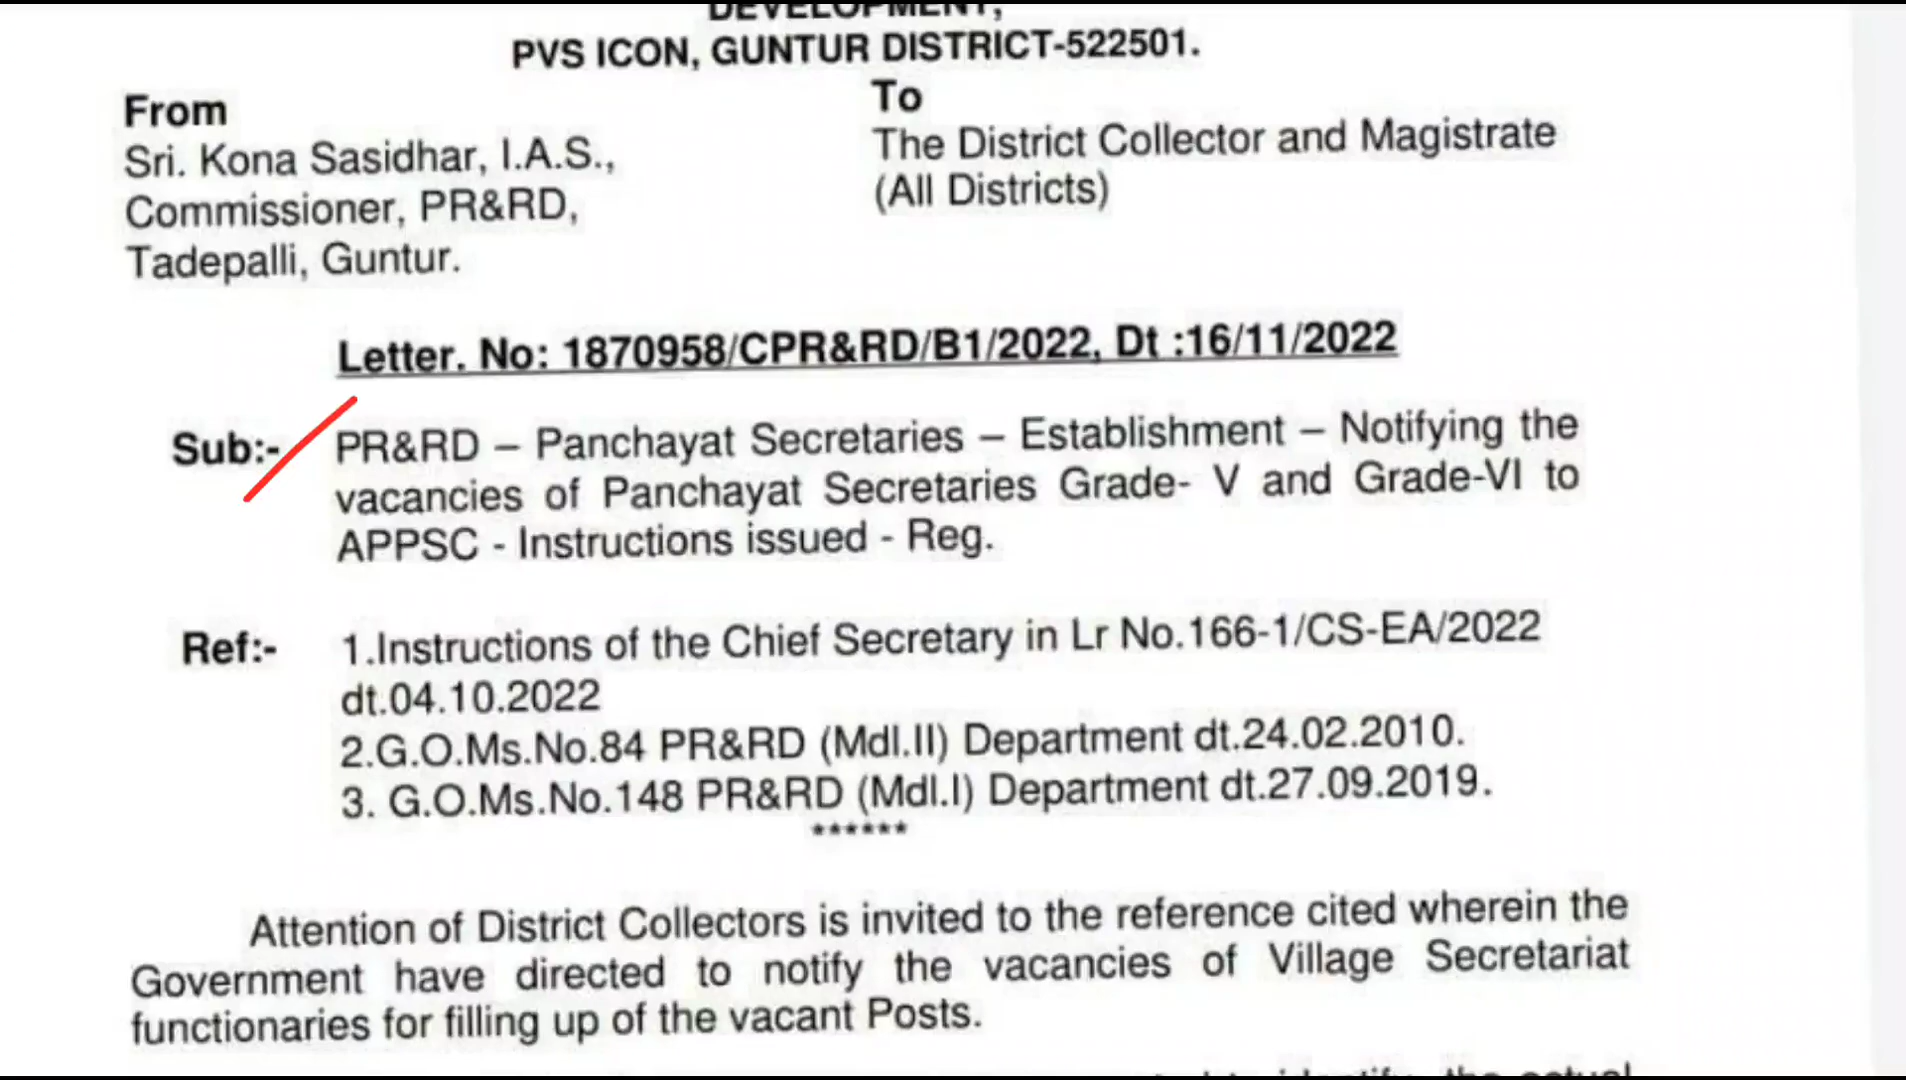 DEVELOPMENT,
PVS ICON, GUNTUR DISTRICT-522501.
From
Sri. Kona Sasidhar, I.A.S.,
Commissioner, PR&RD,
Tadepalli, Guntur.
To
The District Collector and Magistrate
(All Districts)
Letter. No: 1870958/CPR&RD/B1/2022, Dt :16/11/2022
Sub:- PR&RD – Panchayat Secretaries – Establishment – Notifying the
vacancies of Panchayat Secretaries Grade- V and Grade-VI to
APPSC - Instructions issued - Reg.
Ref:- 1.Instructions of the Chief Secretary in Lr No.166-1/CS-EA/2022
dt.04.10.2022
2.G.O.Ms.No.84 PR&RD (Mdl.II) Department dt.24.02.2010.
3. G.O.Ms.No.148 PR&RD (Mdl.I) Department dt.27.09.2019.
******
Attention of District Collectors is invited to the reference cited wherein the
Government have directed to notify the vacancies of Village Secretariat
functionaries for filling up of the vacant Posts.
to identify the actual